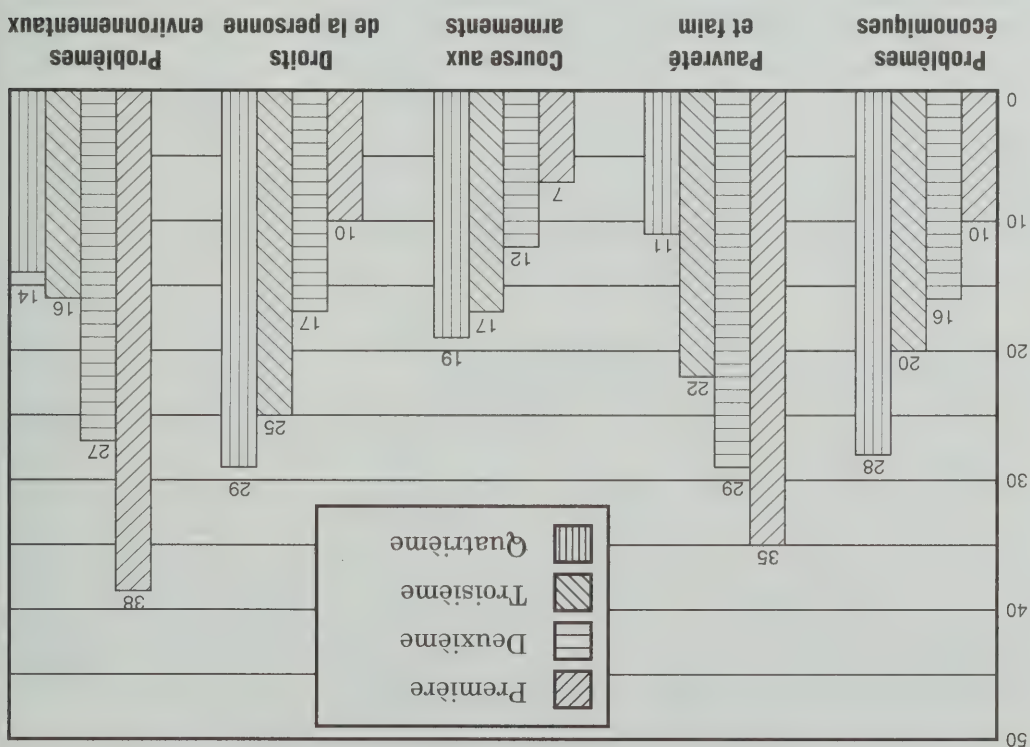 50
40
30
20
10
0
Première
Deuxième
Troisième
Quatrième
10
16
20
28
35
29
22
11
7
12
17
19
10
17
25
29
38
27
16
14
Problèmes
économiques
Pauvreté
et faim
Course aux
armements
Droits
de la personne
Problèmes
environnementaux